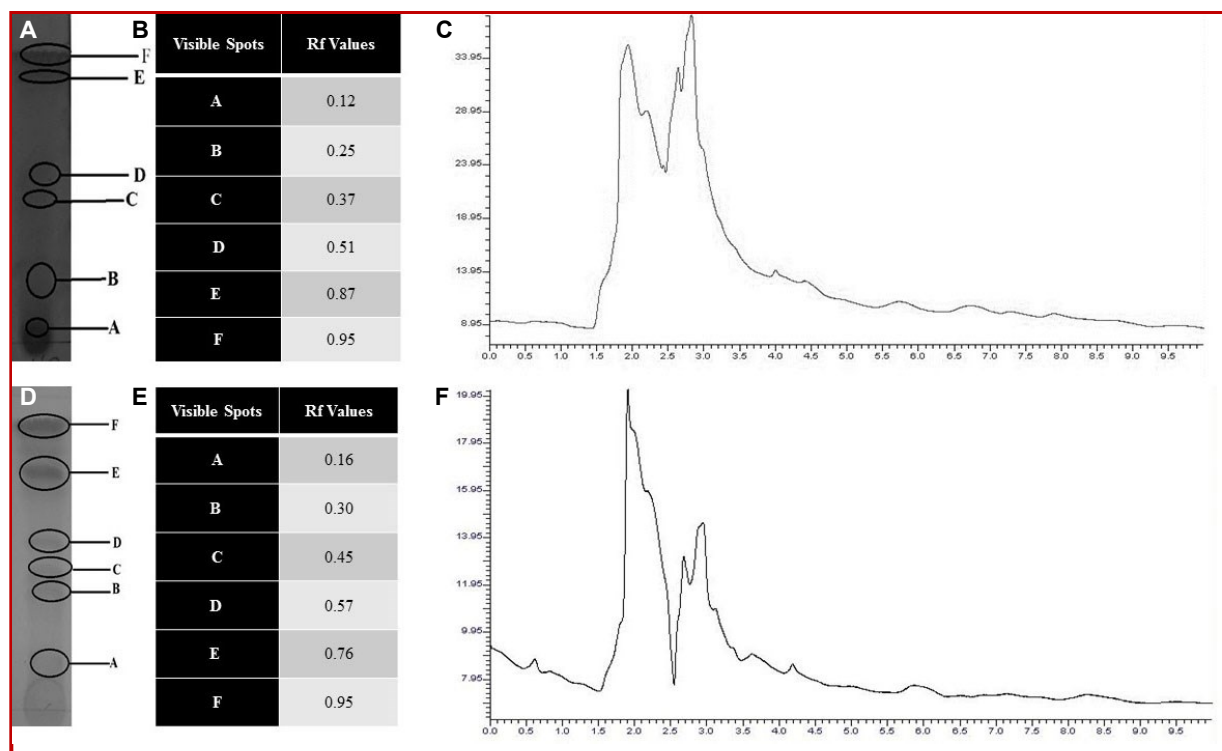 A
F
E
D
C
B
A
B
Visible Spots Rf Values
A 0.12
B 0.25
C 0.37
D 0.51
E 0.87
F 0.95
C
33.95
28.95
23.95
18.95
13.95
8.95
0.0 0.5 1.0 1.5 2.0 2.5 3.0 3.5 4.0 4.5 5.0 5.5 6.0 6.5 7.0 7.5 8.0 8.5 9.0 9.5
D
F
E
D
C
B
A
E
Visible Spots Rf Values
A 0.16
B 0.30
C 0.45
D 0.57
E 0.76
F 0.95
F
19.95
17.95
15.95
13.95
11.95
9.95
7.95
0.0 0.5 1.0 1.5 2.0 2.5 3.0 3.5 4.0 4.5 5.0 5.5 6.0 6.5 7.0 7.5 8.0 8.5 9.0 9.5